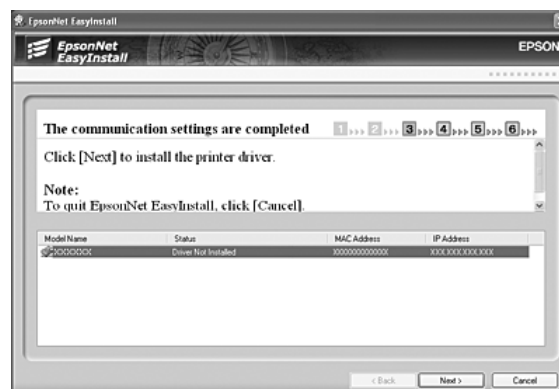 EpsonNet EasyInstall
EpsonNet
EasyInstall
EPSON
The communication settings are completed
1 2 3 4 5 6
Click [Next] to install the printer driver.
Note:
To quit EpsonNet EasyInstall, click [Cancel].
Model Name Status MAC Address IP Address
XXXXXXX Driver Not Installed XXXXXXXXXXXX XXX.XXX.XXX.XXX
< Back Next > Cancel